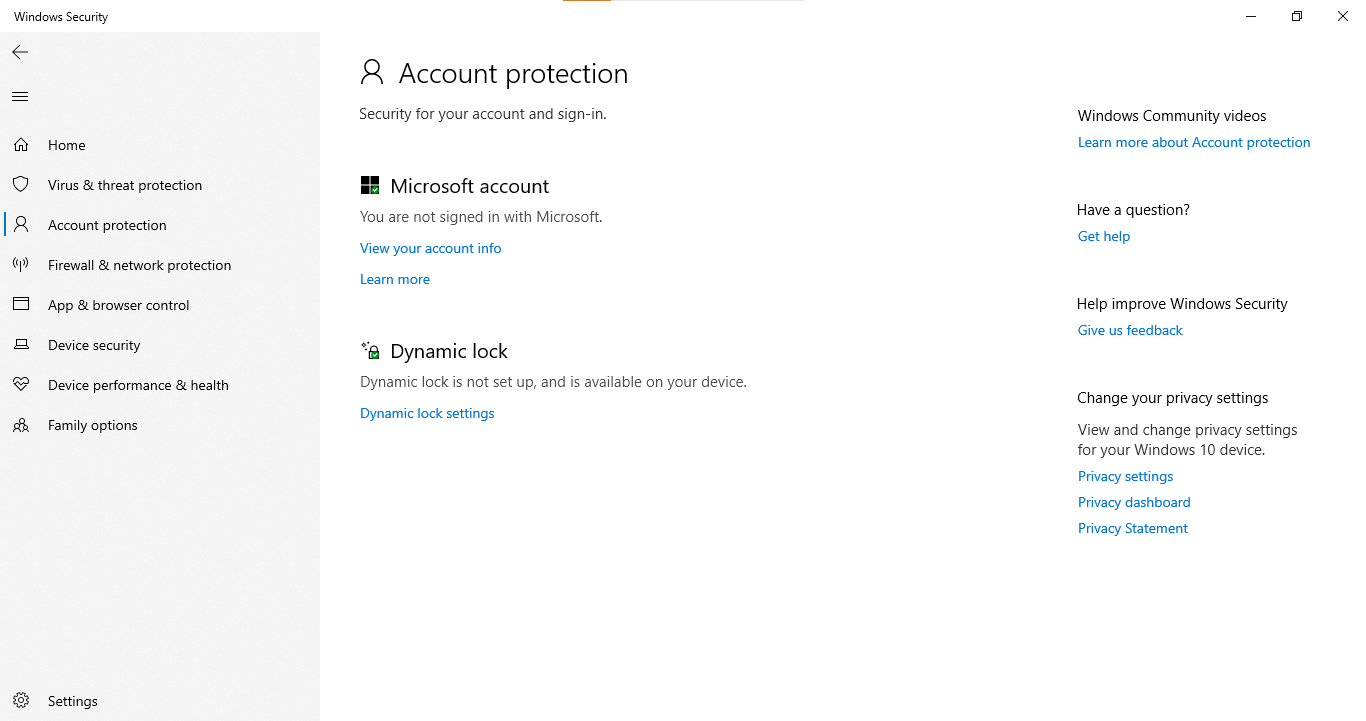 Windows Security
Home
Virus & threat protection
Account protection
Firewall & network protection
App & browser control
Device security
Device performance & health
Family options
Settings
Account protection
Security for your account and sign-in.
Microsoft account
You are not signed in with Microsoft.
View your account info
Learn more
Dynamic lock
Dynamic lock is not set up, and is available on your device.
Dynamic lock settings
Windows Community videos
Learn more about Account protection
Have a question?
Get help
Help improve Windows Security
Give us feedback
Change your privacy settings
View and change privacy settings
for your Windows 10 device.
Privacy settings
Privacy dashboard
Privacy Statement